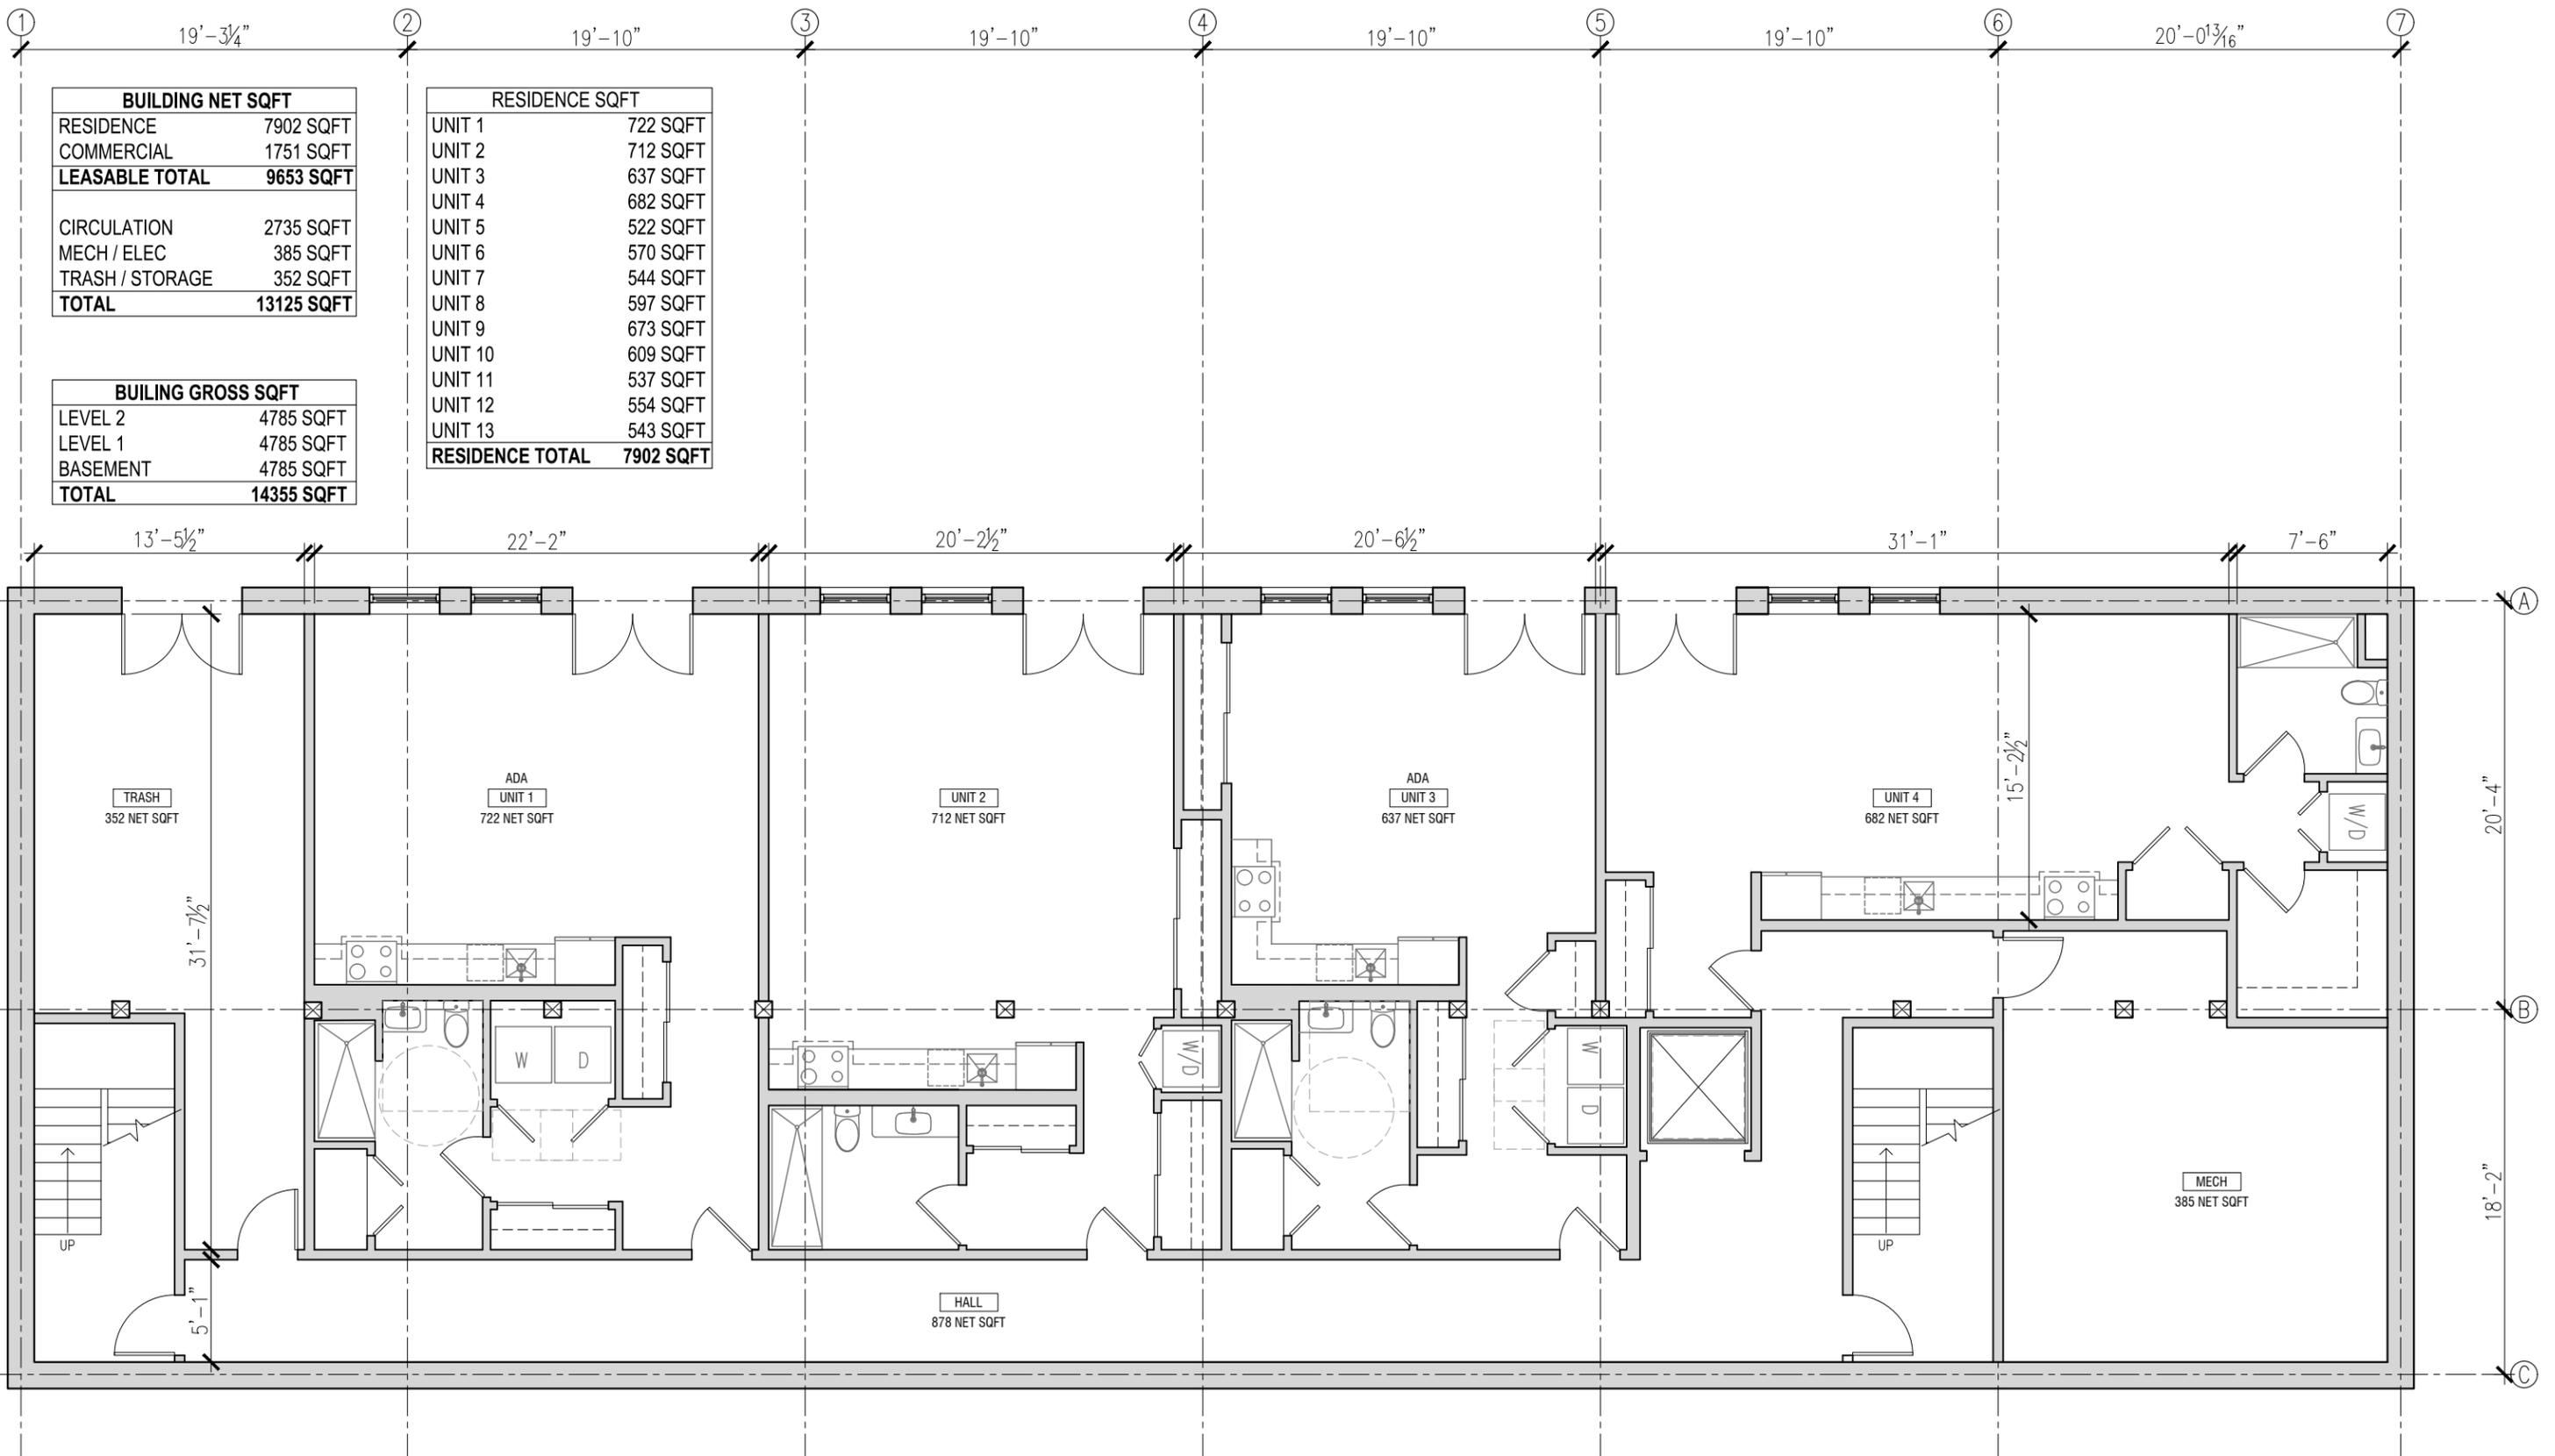 1 2 3 4 5 6 7
19'-3¼" 19'-10" 19'-10" 19'-10" 19'-10" 20'-0 13⁄16"
BUILDING NET SQFT
RESIDENCE 7902 SQFT
COMMERCIAL 1751 SQFT
LEASABLE TOTAL 9653 SQFT
CIRCULATION 2735 SQFT
MECH / ELEC 385 SQFT
TRASH / STORAGE 352 SQFT
TOTAL 13125 SQFT
BUILING GROSS SQFT
LEVEL 2 4785 SQFT
LEVEL 1 4785 SQFT
BASEMENT 4785 SQFT
TOTAL 14355 SQFT
RESIDENCE SQFT
UNIT 1 722 SQFT
UNIT 2 712 SQFT
UNIT 3 637 SQFT
UNIT 4 682 SQFT
UNIT 5 522 SQFT
UNIT 6 570 SQFT
UNIT 7 544 SQFT
UNIT 8 597 SQFT
UNIT 9 673 SQFT
UNIT 10 609 SQFT
UNIT 11 537 SQFT
UNIT 12 554 SQFT
UNIT 13 543 SQFT
RESIDENCE TOTAL 7902 SQFT
13'-5½" 22'-2" 20'-2½" 20'-6½" 31'-1" 7'-6"
A
TRASH
352 NET SQFT
ADA
UNIT 1
722 NET SQFT
UNIT 2
712 NET SQFT
ADA
UNIT 3
637 NET SQFT
UNIT 4
682 NET SQFT
15'-2½"
W/D
20'-4"
31'-7½"
B
W D
W/D
W
D
UP
UP
MECH
385 NET SQFT
18'-2"
5'-1"
HALL
878 NET SQFT
C